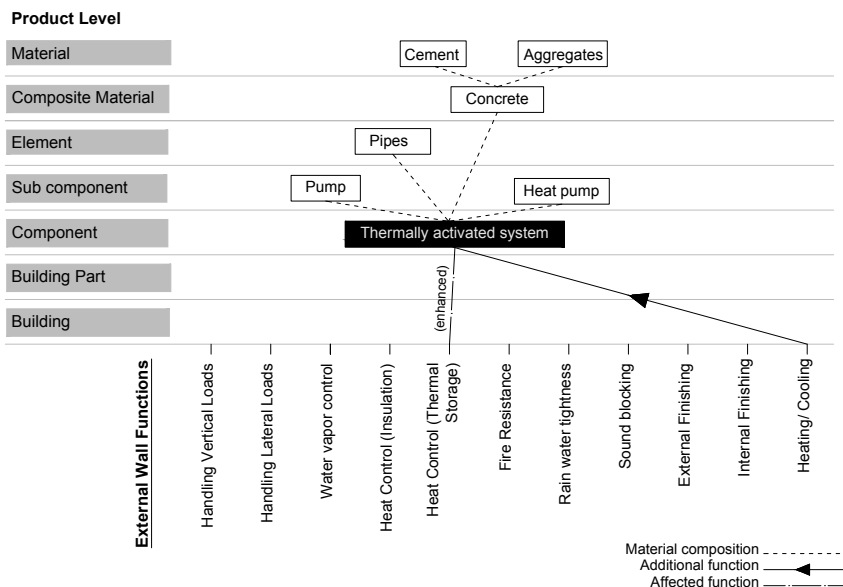 Product Level
Material
Cement
Aggregates
Composite Material
Concrete
Element
Pipes
Sub component
Pump
Heat pump
Component
Thermally activated system
Building Part
(enhanced)
Building
External Wall Functions
Handling Vertical Loads
Handling Lateral Loads
Water vapor control
Heat Control (Insulation)
Heat Control (Thermal
Storage)
Fire Resistance
Rain water tightness
Sound blocking
External Finishing
Internal Finishing
Heating/ Cooling
Material composition
Additional function
Affected function